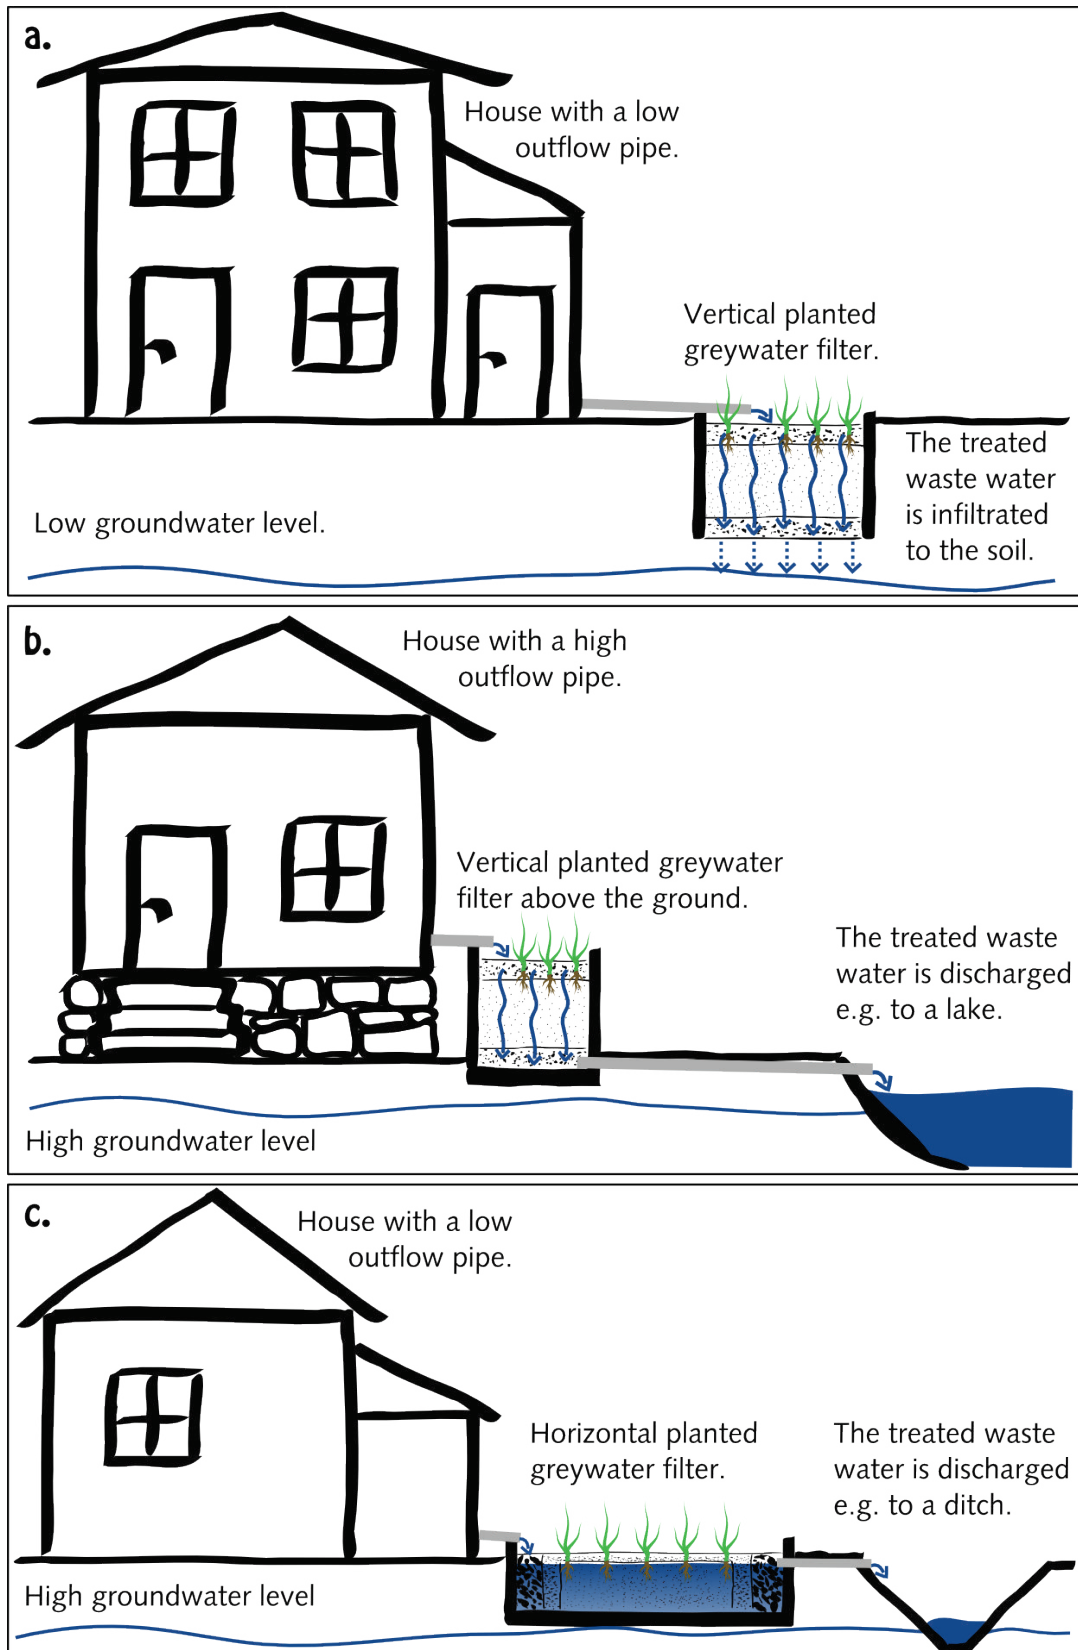 a.
House with a low
outflow pipe.
Vertical planted
greywater filter.
The treated
waste water
is infiltrated
to the soil.
Low groundwater level.
b.
House with a high
outflow pipe.
Vertical planted greywater
filter above the ground.
The treated waste
water is discharged
e.g. to a lake.
High groundwater level
c.
House with a low
outflow pipe.
Horizontal planted
greywater filter.
The treated waste
water is discharged
e.g. to a ditch.
High groundwater level